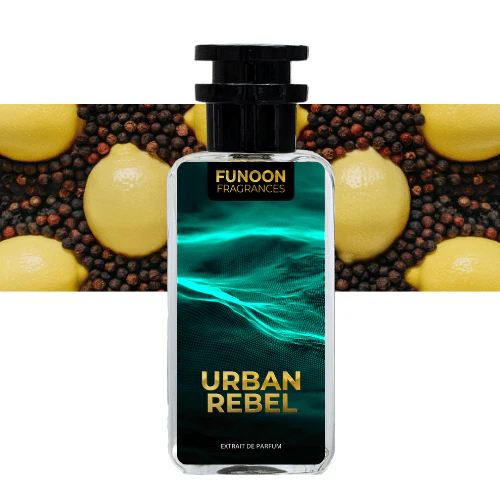 FUNOON
FRAGRANCES
URBAN
REBEL
EXTRAIT DE PARFUM